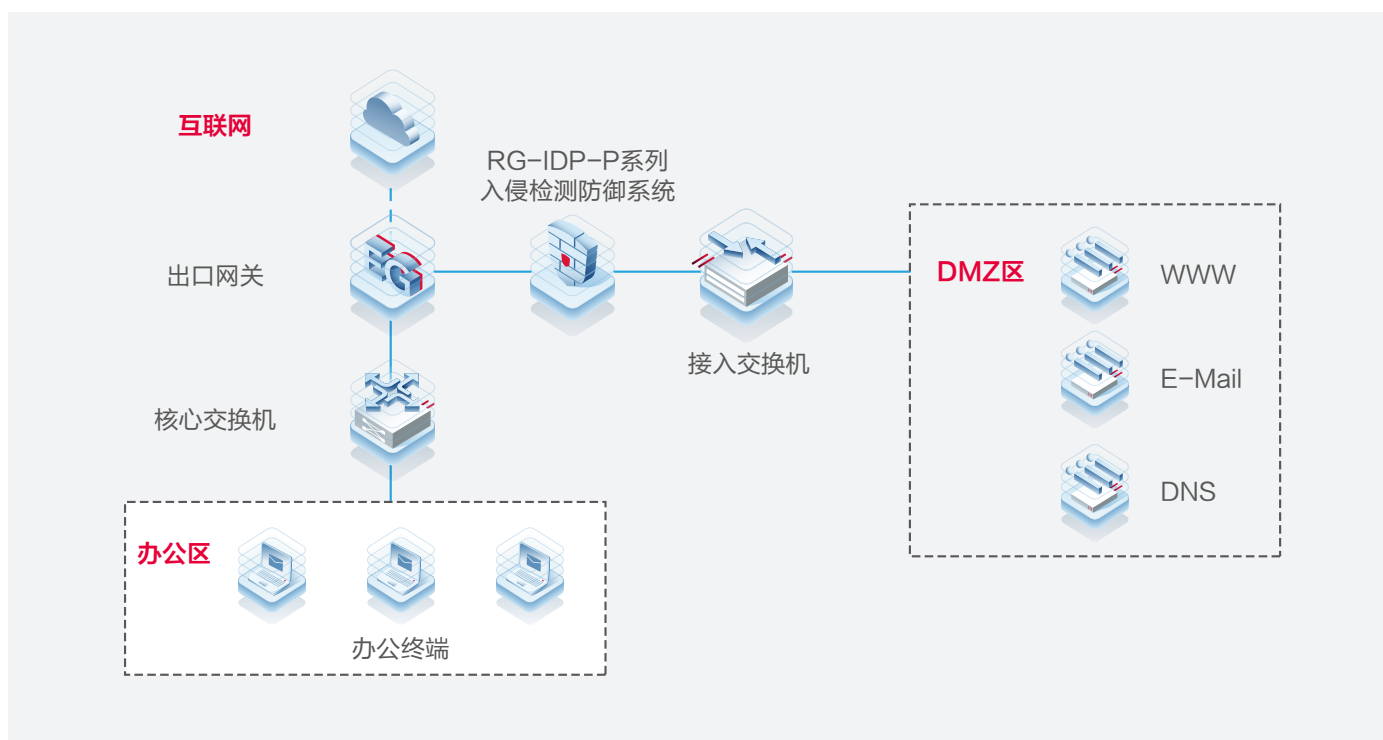 互联网
RG-IDP-P系列
入侵检测防御系统
出口网关
EG
DMZ区
WWW
接入交换机
E-Mail
核心交换机
DNS
办公区
办公终端